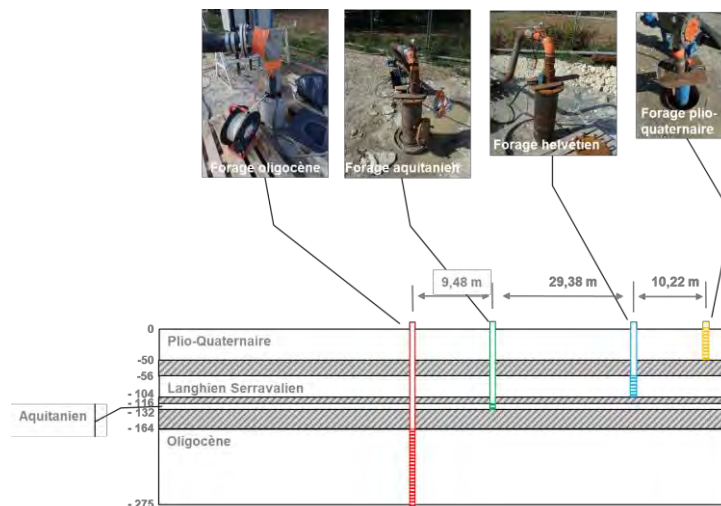 Forage oligocène
Forage aquitanien
Forage helvétien
Forage plio-
quaternaire
9,48 m
29,38 m
10,22 m
0
Plio-Quaternaire
-50
-56
Langhien Serravalien
-104
-116
Aquitanien
-132
-164
Oligocène
-275